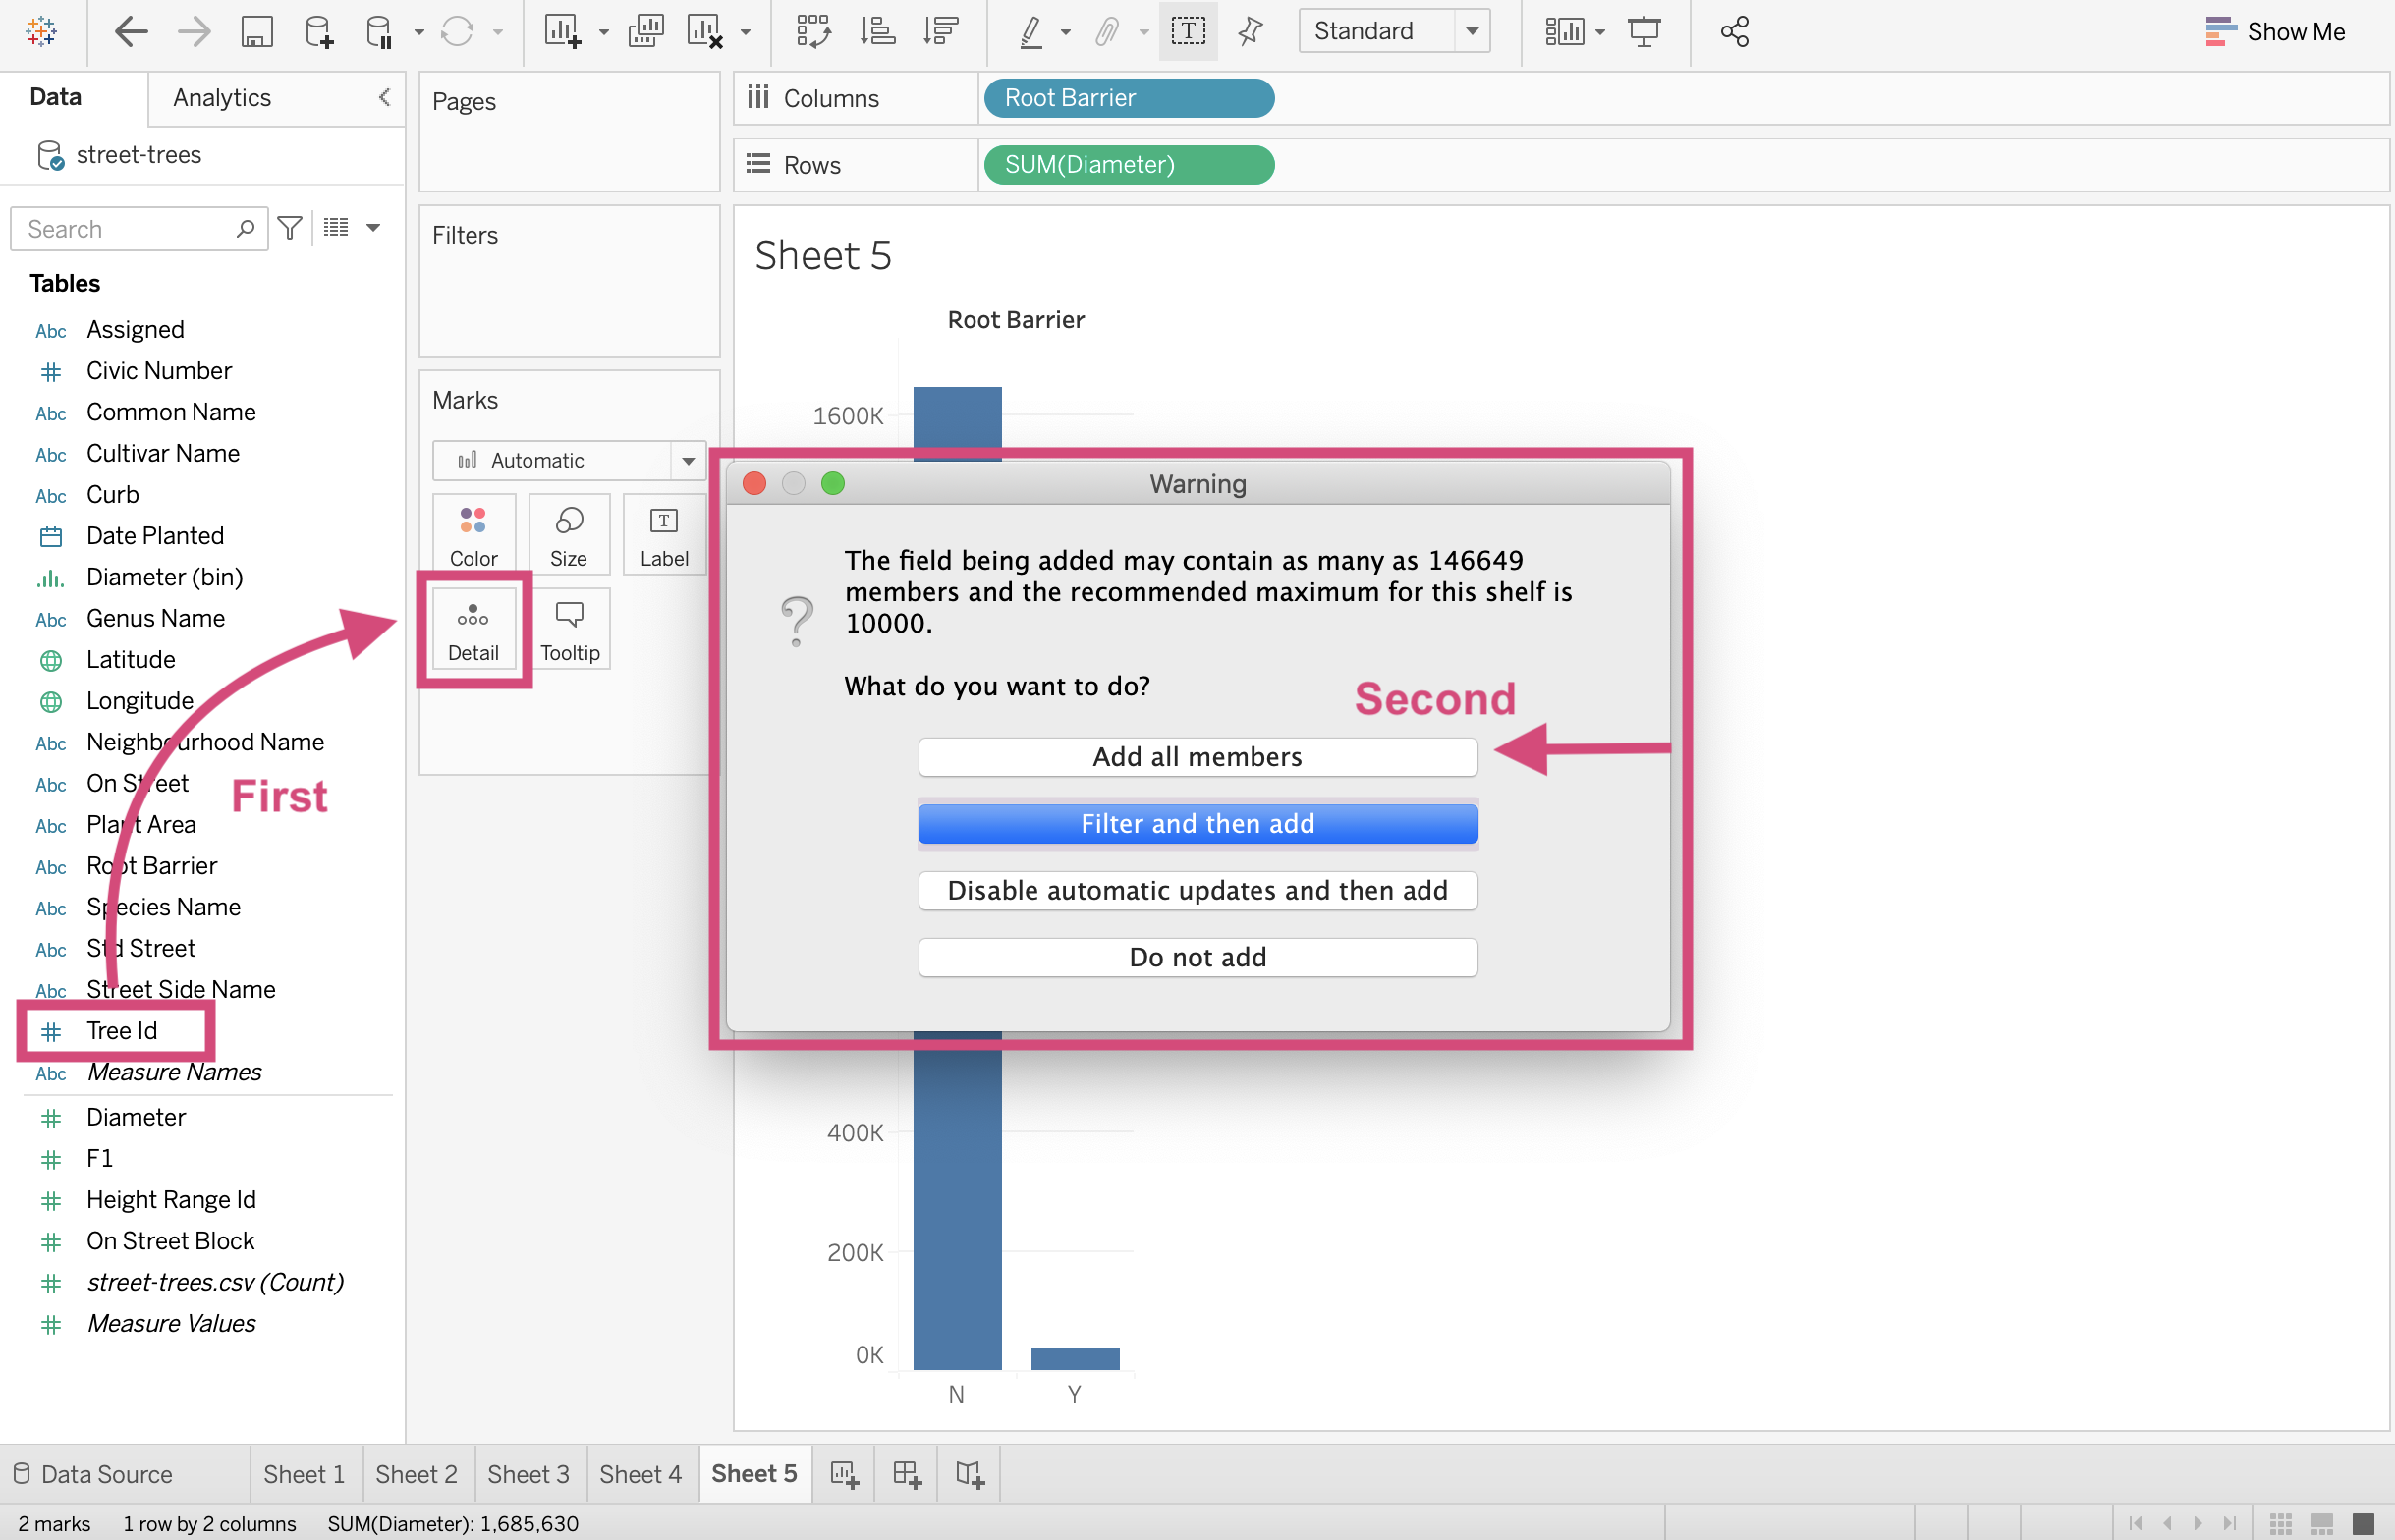 Standard
Show Me
Data
Analytics
street-trees
Search
Tables
Abc Assigned
Civic Number
Abc Common Name
Abc Cultivar Name
Abc Curb
Date Planted
Diameter (bin)
Abc Genus Name
Latitude
Longitude
Abc Neighbourhood Name
Abc On Street
Abc Plant Area
Abc Root Barrier
Abc Species Name
Abc Std Street
Abc Street Side Name
Tree Id
Abc Measure Names
Diameter
F1
Height Range Id
On Street Block
street-trees.csv (Count)
Measure Values
First
Pages
Filters
Marks
Automatic
Color
Size
T
Label
Detail
Tooltip
Columns
Root Barrier
Rows
SUM(Diameter)
Sheet 5
Root Barrier
1600K
Warning
?
The field being added may contain as many as 146649
members and the recommended maximum for this shelf is
10000.
What do you want to do?
Second
Add all members
Filter and then add
Disable automatic updates and then add
Do not add
400K
200K
0K
N
Y
Data Source
Sheet 1
Sheet 2
Sheet 3
Sheet 4
Sheet 5
2 marks
1 row by 2 columns
SUM(Diameter): 1,685,630